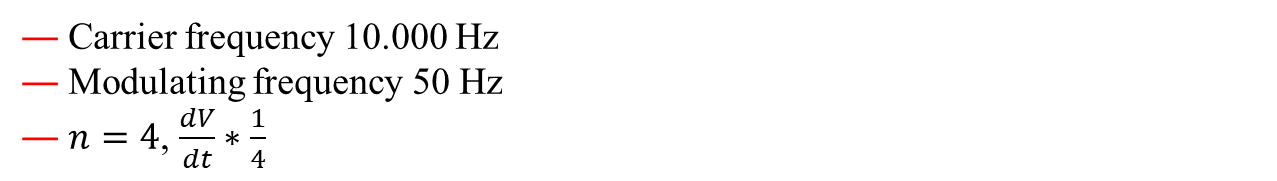 — Carrier frequency 10.000 Hz
— Modulating frequency 50 Hz
— n = 4, dV/dt * 1/4